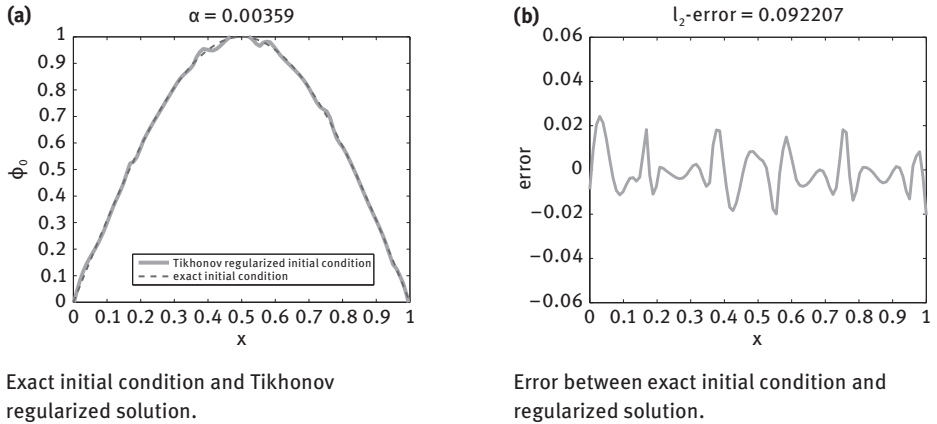 (a)
α = 0.00359
1
0.9
0.8
0.7
0.6
0.5
0.4
0.3
0.2
0.1
0
ϕ₀
Tikhonov regularized initial condition
exact initial condition
0 0.1 0.2 0.3 0.4 0.5 0.6 0.7 0.8 0.9 1
x
Exact initial condition and Tikhonov
regularized solution.
(b)
l₂-error = 0.092207
0.06
0.04
0.02
0
−0.02
−0.04
−0.06
error
0 0.1 0.2 0.3 0.4 0.5 0.6 0.7 0.8 0.9 1
x
Error between exact initial condition and
regularized solution.